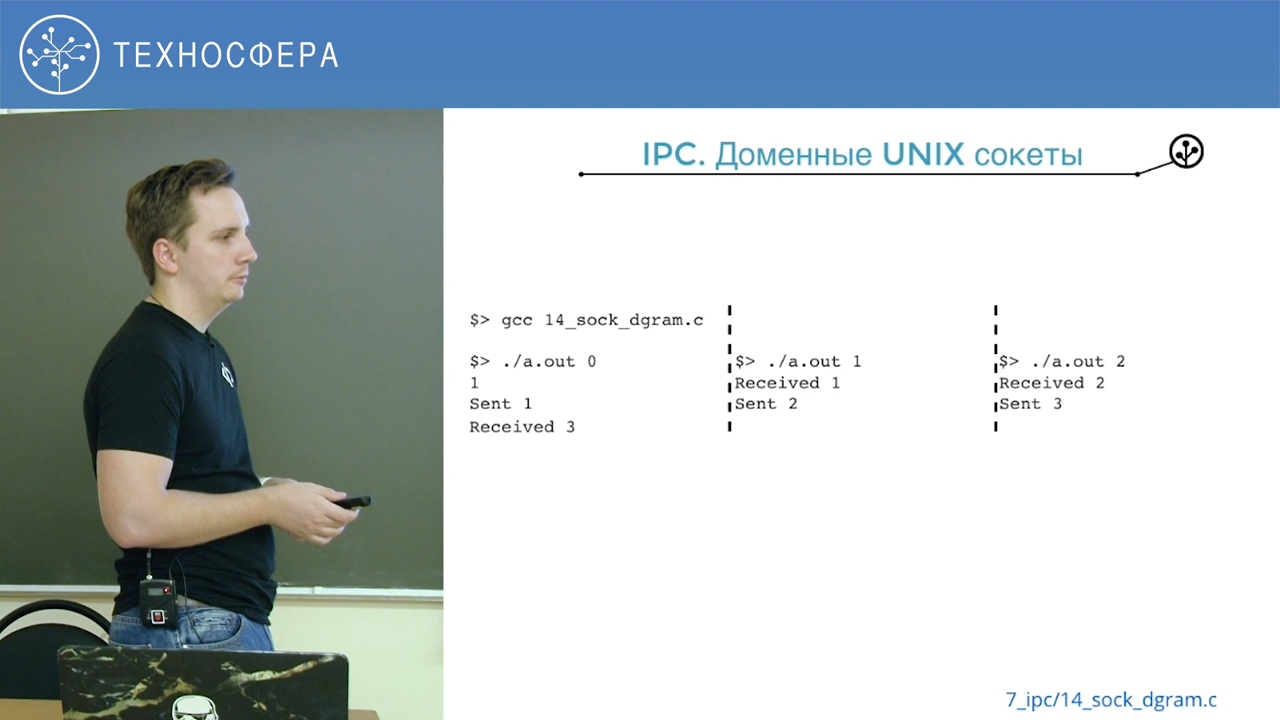 ТЕХНОСФЕРА
IPC. Доменные UNIX сокеты
$> gcc 14_sock_dgram.c
$> ./a.out 0
1
Sent 1
Received 3
$> ./a.out 1
Received 1
Sent 2
$> ./a.out 2
Received 2
Sent 3
7_ipc/14_sock_dgram.c